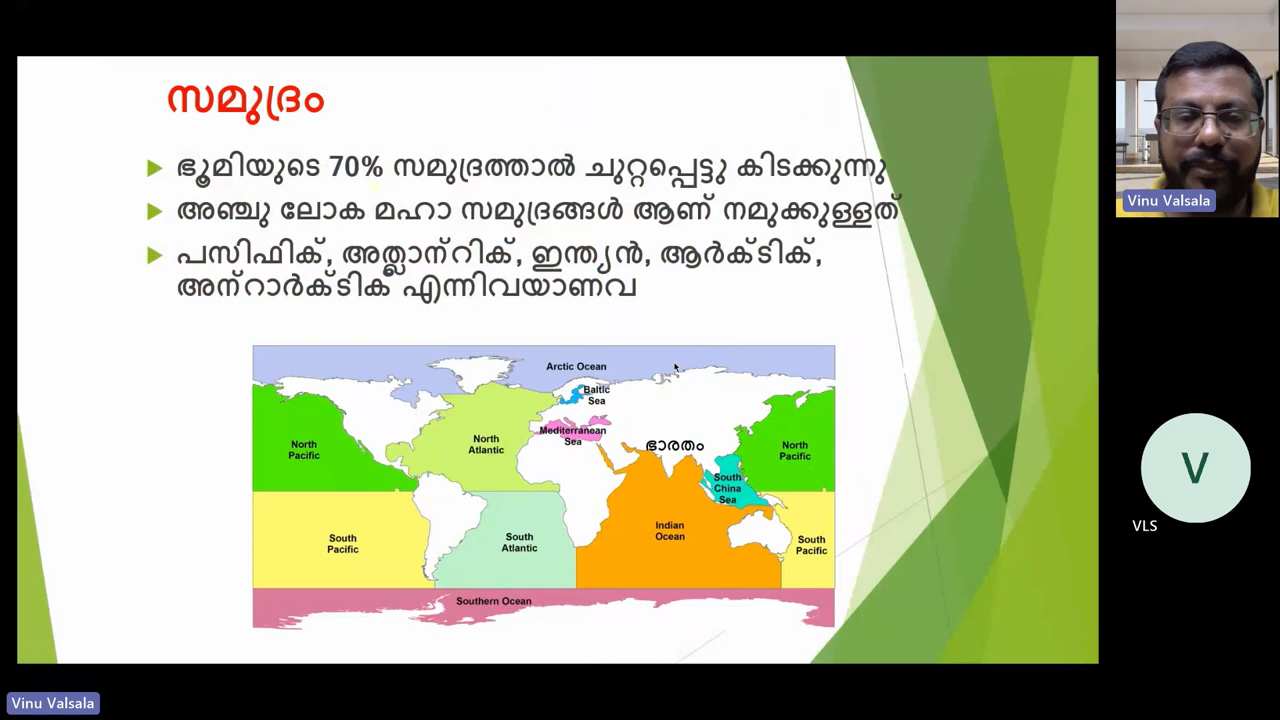 സമുദ്രം
ഭൂമിയുടെ 70% സമുദ്രത്താൽ ചുറ്റപ്പെട്ടു കിടക്കുന്നു
അഞ്ചു ലോക മഹാ സമുദ്രങ്ങൾ ആണ് നമുക്കുള്ളത്
പസിഫിക്, അത്ലാന്റിക്, ഇന്ത്യൻ, ആർക്ടിക്,
അന്റാർക്ടിക് എന്നിവയാണവ
Arctic Ocean
Baltic
Sea
Mediterranean
Sea
North
Pacific
North
Atlantic
ഭാരതം
North
Pacific
South
China
Sea
South
Pacific
South
Atlantic
Indian
Ocean
South
Pacific
Southern Ocean
Vinu Valsala
V
VLS
Vinu Valsala